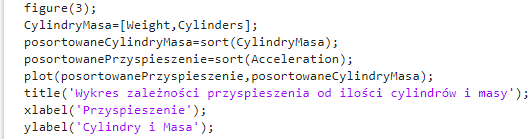 figure(3);
CylindryMasa=[Weight,Cylinders];
posortowaneCylindryMasa=sort(CylindryMasa);
posortowanePrzyspieszenie=sort(Acceleration);
plot(posortowanePrzyspieszenie,posortowaneCylindryMasa);
title('Wykres zależności przyspieszenia od ilości cylindrów i masy');
xlabel('Przyspieszenie');
ylabel('Cylindry i Masa');